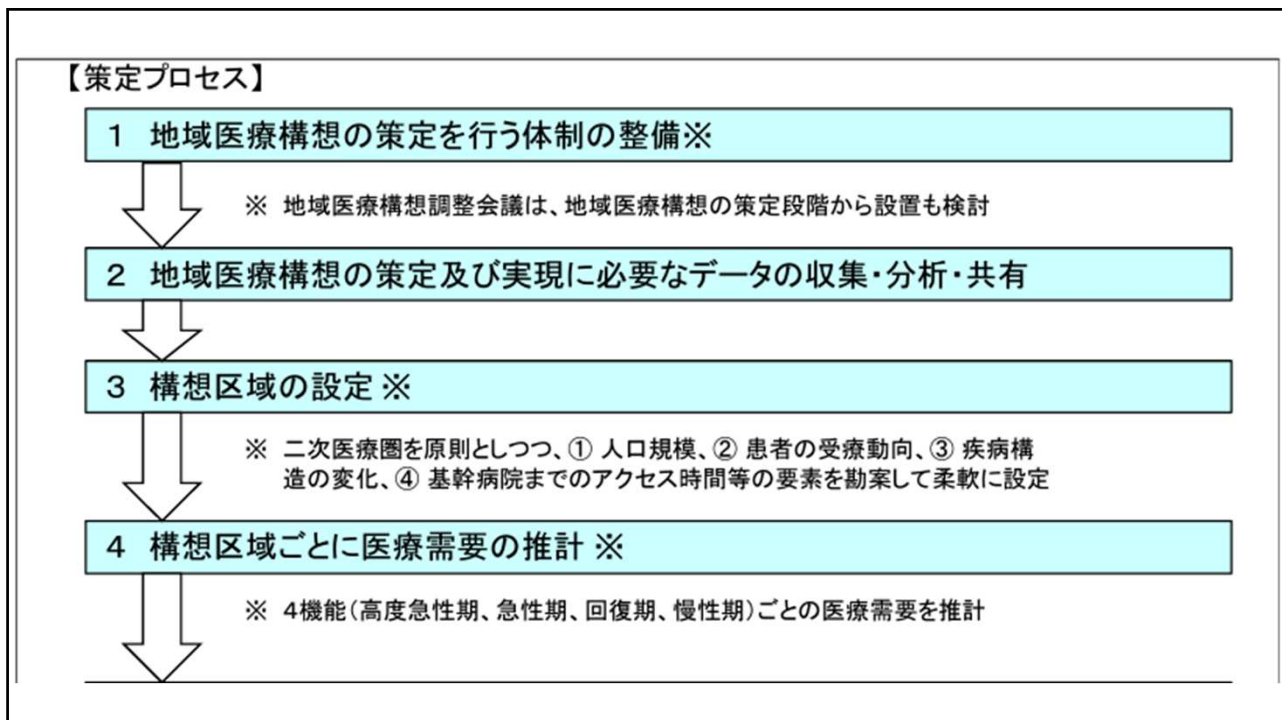 【策定プロセス】
１ 地域医療構想の策定を行う体制の整備※
※ 地域医療構想調整会議は、地域医療構想の策定段階から設置も検討
２ 地域医療構想の策定及び実現に必要なデータの収集・分析・共有
３ 構想区域の設定 ※
※ 二次医療圏を原則としつつ、① 人口規模、② 患者の受療動向、③ 疾病構
造の変化、④ 基幹病院までのアクセス時間等の要素を勘案して柔軟に設定
４ 構想区域ごとに医療需要の推計 ※
※ ４機能（高度急性期、急性期、回復期、慢性期）ごとの医療需要を推計